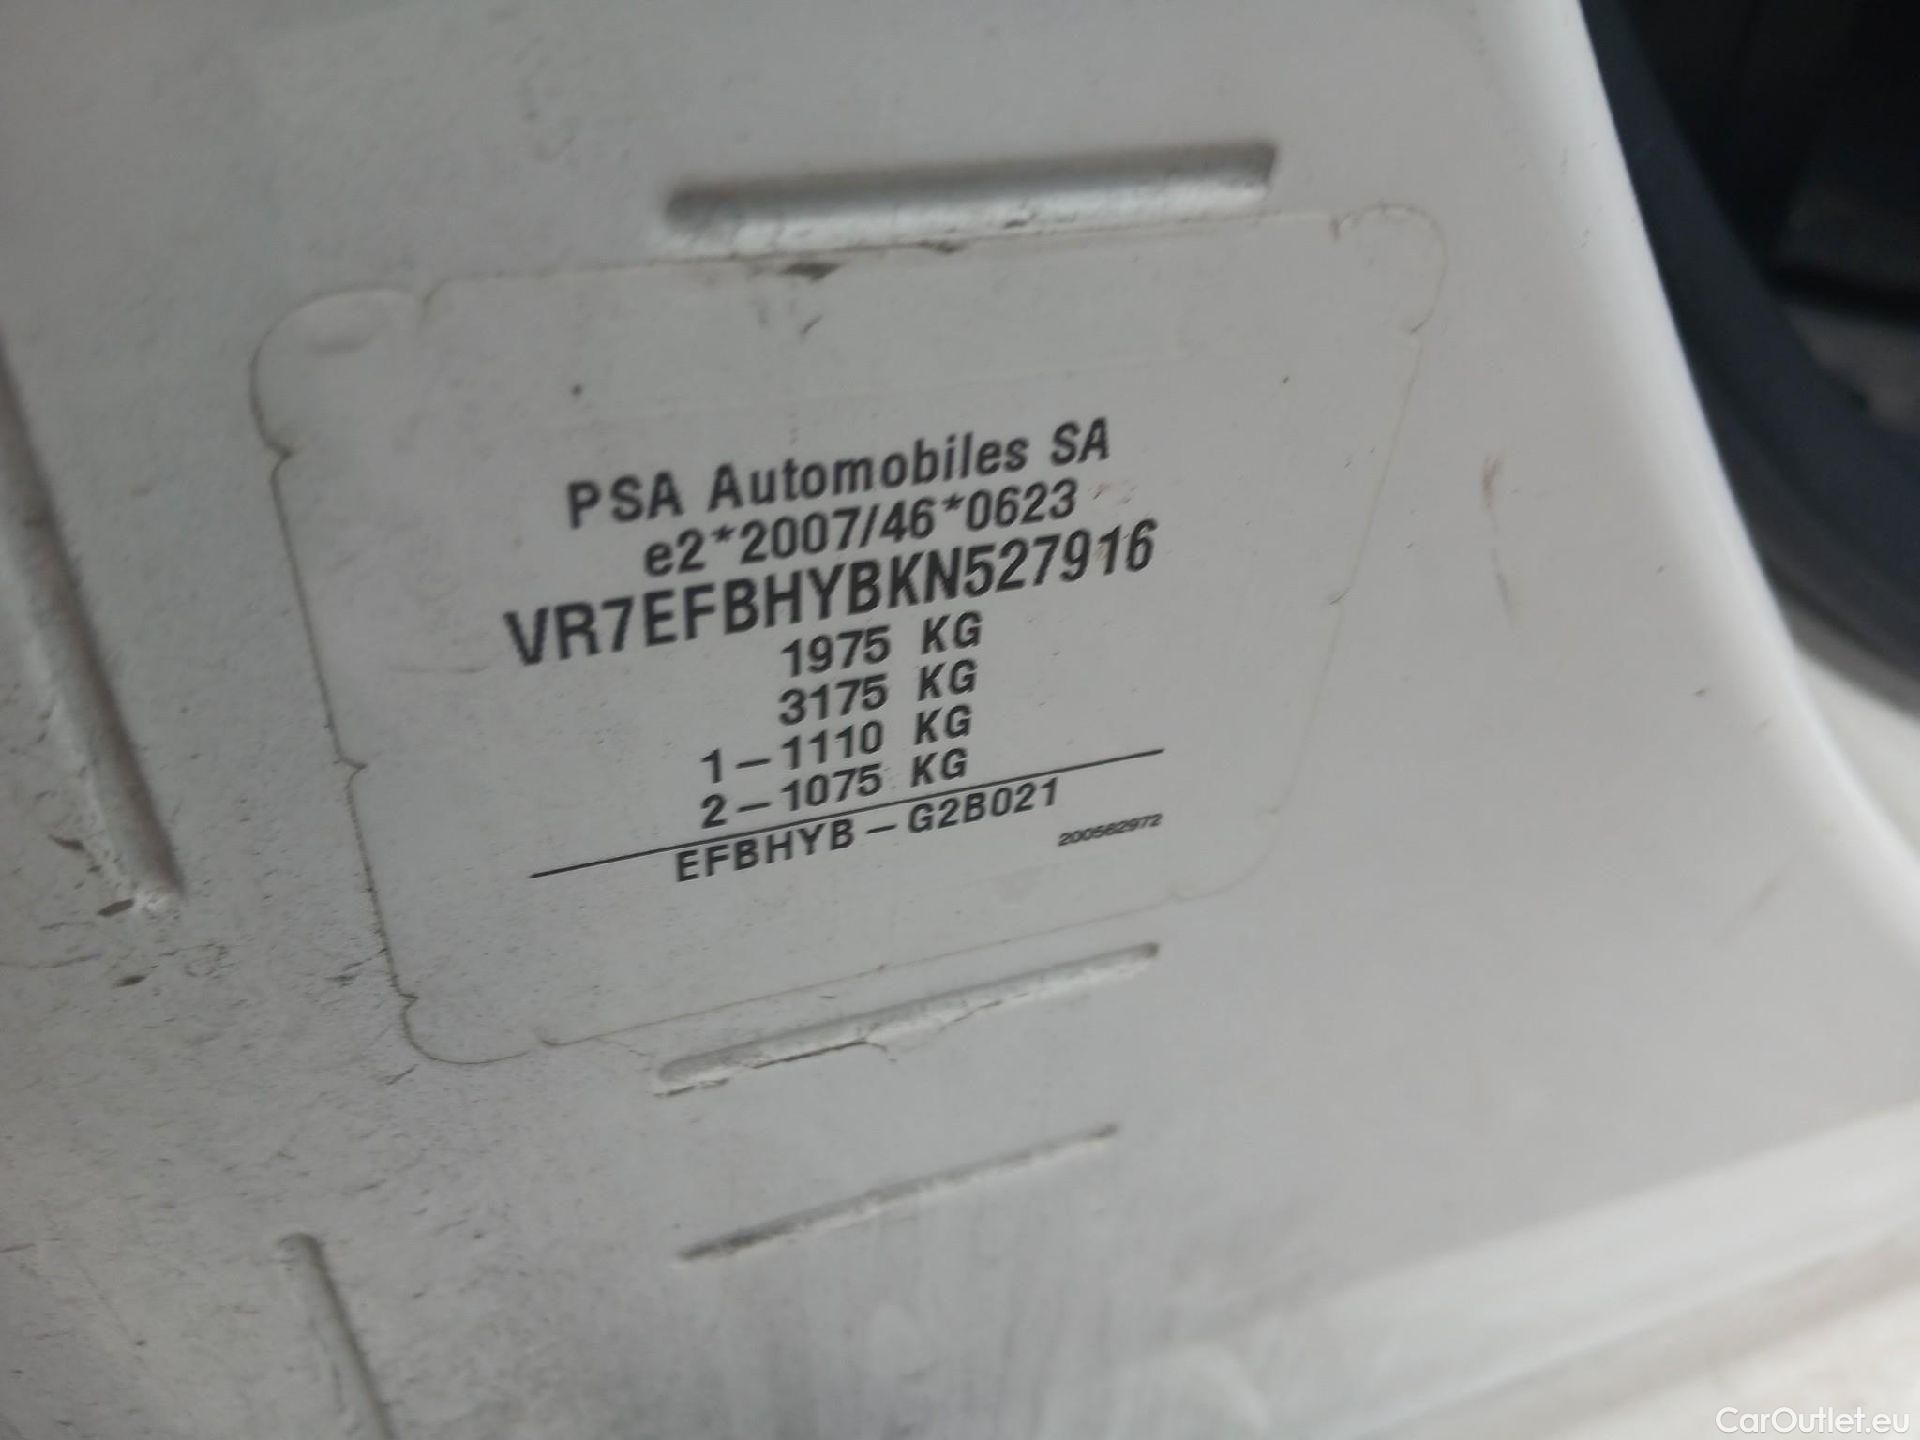 PSA Automobiles SA
e2*2007/46*0623
VR7EFBHYBKN527916
1975 KG
3175 KG
1-1110 KG
2-1075 KG
EFBHYB-G2B021
200562972
CarOutlet.eu